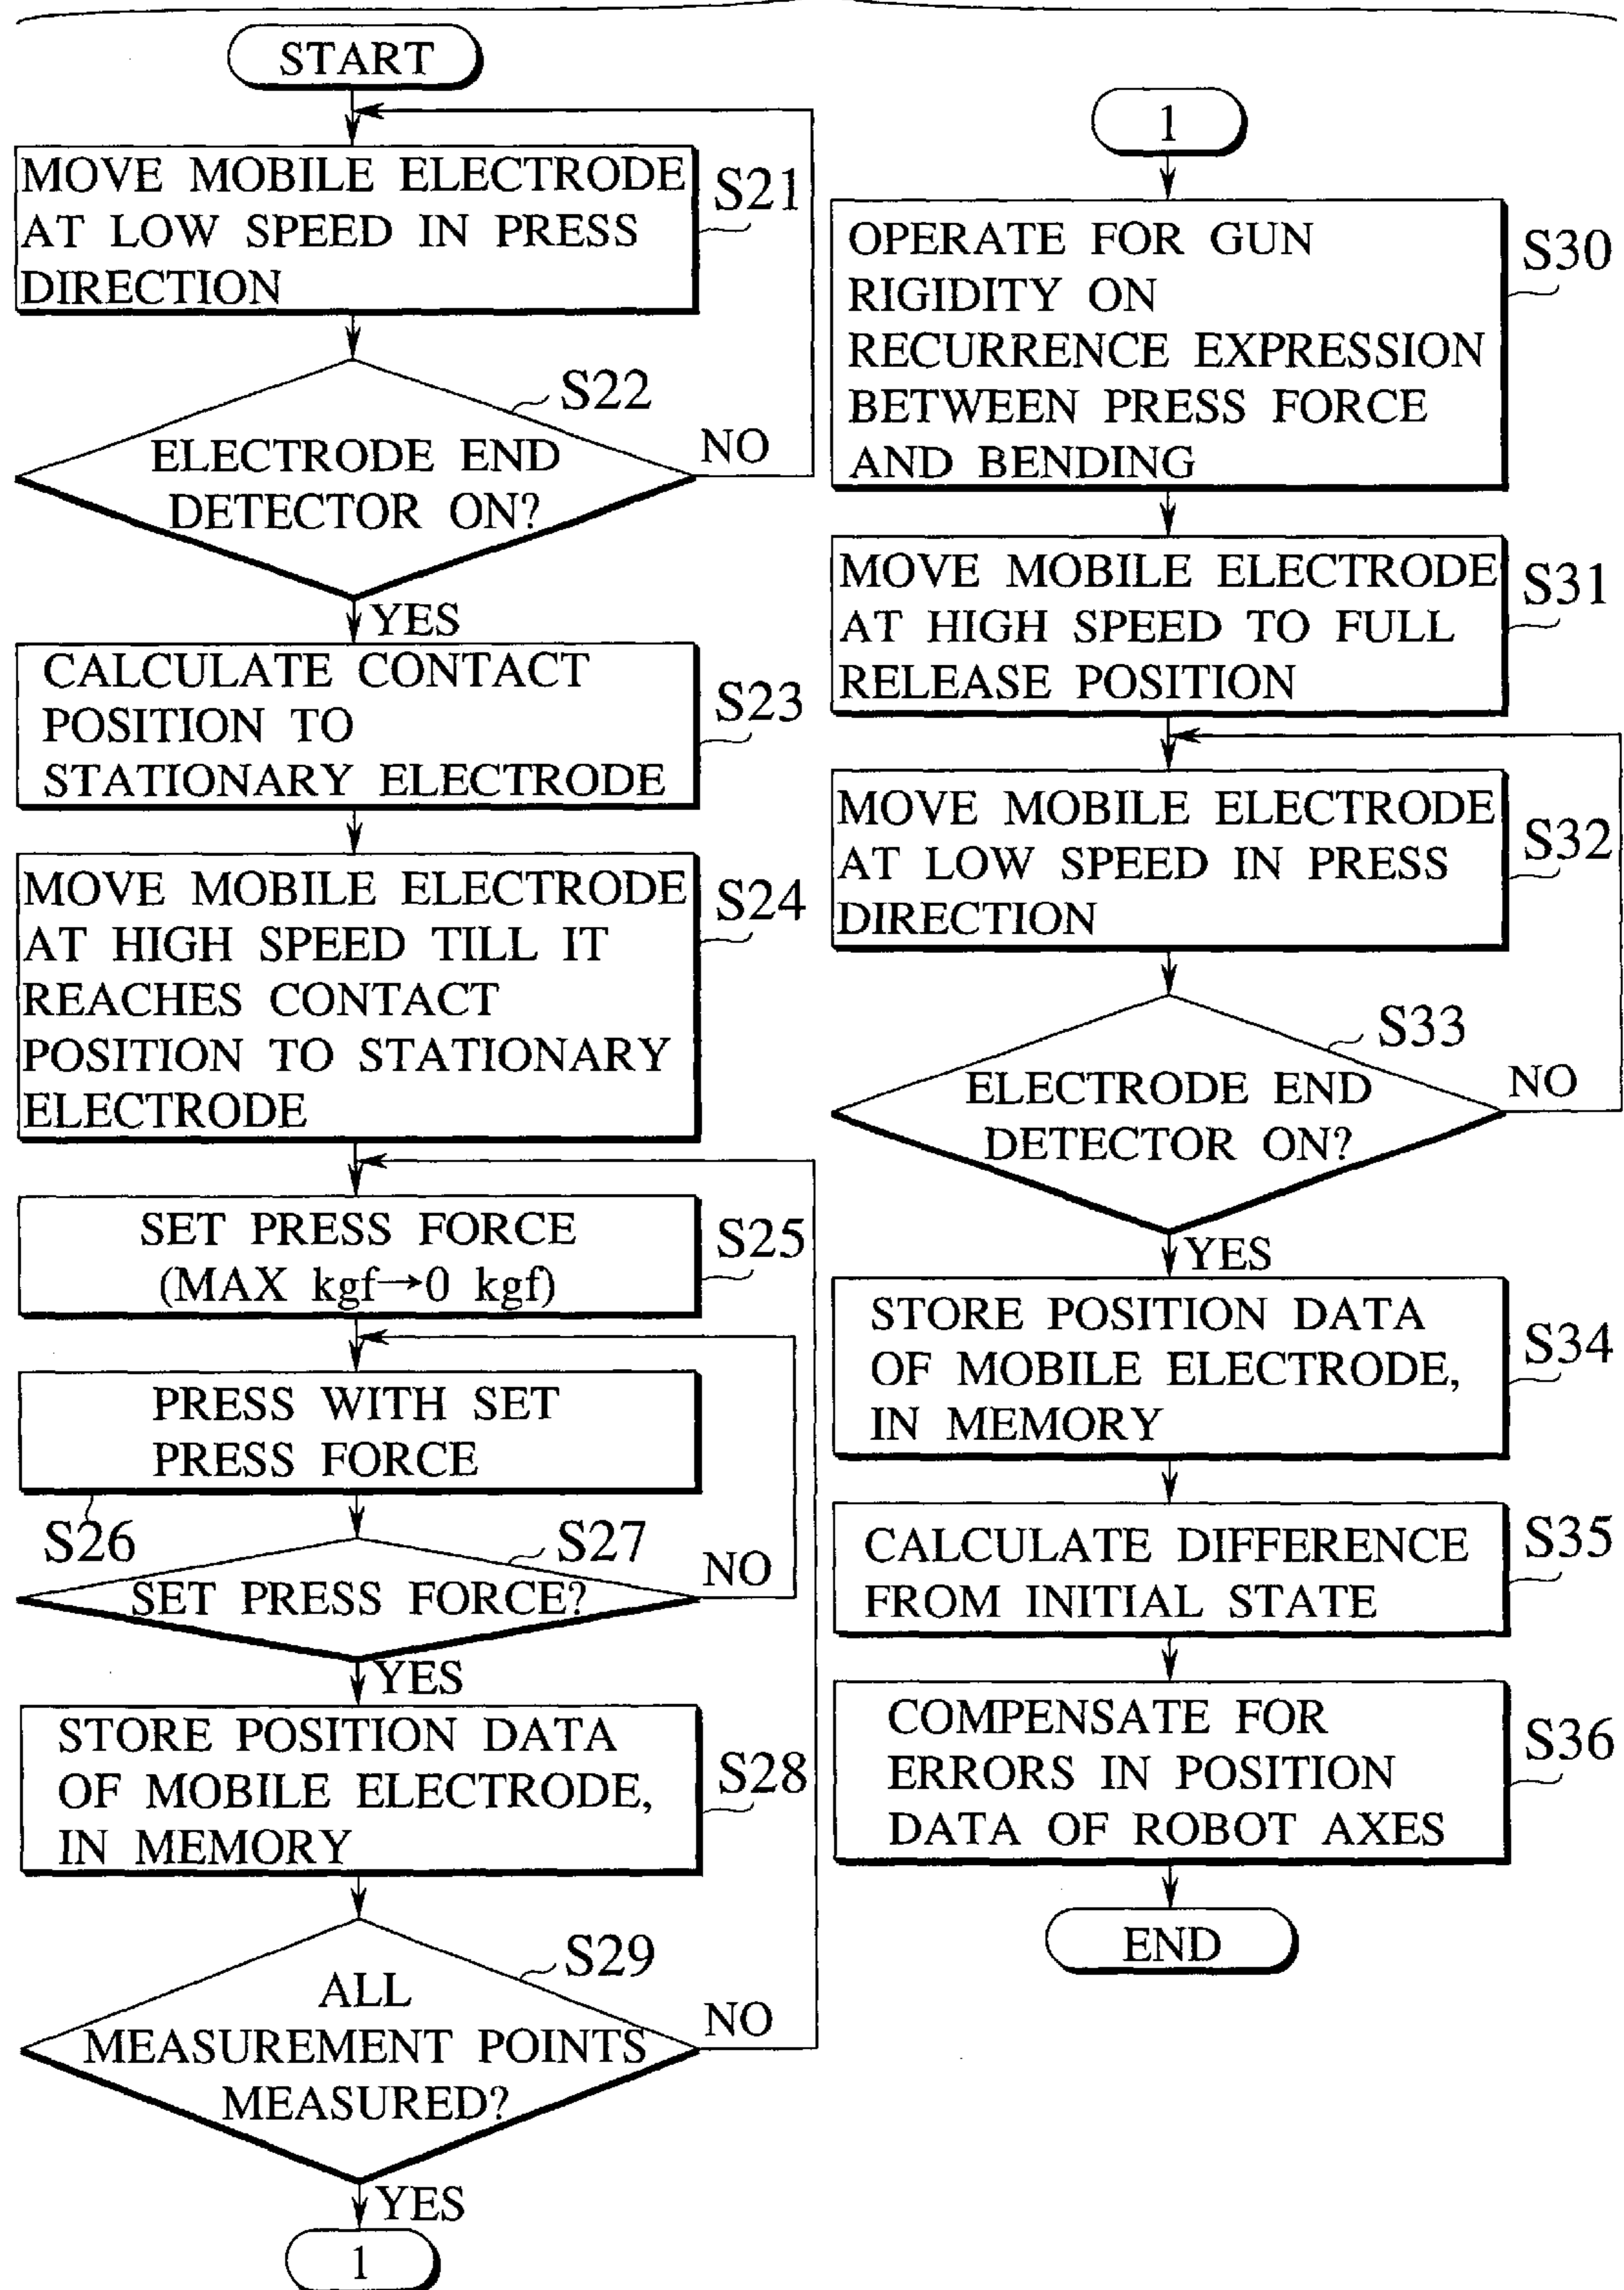 START
MOVE MOBILE ELECTRODE
AT LOW SPEED IN PRESS
DIRECTION
S21
S22
ELECTRODE END
DETECTOR ON?
NO
YES
CALCULATE CONTACT
POSITION TO
STATIONARY ELECTRODE
S23
MOVE MOBILE ELECTRODE
AT HIGH SPEED TILL IT
REACHES CONTACT
POSITION TO STATIONARY
ELECTRODE
S24
SET PRESS FORCE
(MAX kgf→0 kgf)
S25
PRESS WITH SET
PRESS FORCE
S26
S27
SET PRESS FORCE?
NO
YES
STORE POSITION DATA
OF MOBILE ELECTRODE,
IN MEMORY
S28
S29
ALL
MEASUREMENT POINTS
MEASURED?
NO
YES
1
1
OPERATE FOR GUN
RIGIDITY ON
RECURRENCE EXPRESSION
BETWEEN PRESS FORCE
AND BENDING
S30
MOVE MOBILE ELECTRODE
AT HIGH SPEED TO FULL
RELEASE POSITION
S31
MOVE MOBILE ELECTRODE
AT LOW SPEED IN PRESS
DIRECTION
S32
S33
ELECTRODE END
DETECTOR ON?
NO
YES
STORE POSITION DATA
OF MOBILE ELECTRODE,
IN MEMORY
S34
CALCULATE DIFFERENCE
FROM INITIAL STATE
S35
COMPENSATE FOR
ERRORS IN POSITION
DATA OF ROBOT AXES
S36
END